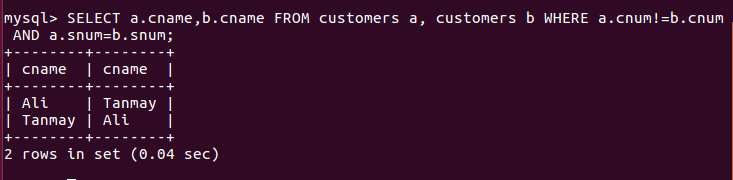 mysql> SELECT a.cname,b.cname FROM customers a, customers b WHERE a.cnum!=b.cnum
 AND a.snum=b.snum;
+--------+--------+
| cname  | cname  |
+--------+--------+
| Ali    | Tanmay |
| Tanmay | Ali    |
+--------+--------+
2 rows in set (0.04 sec)